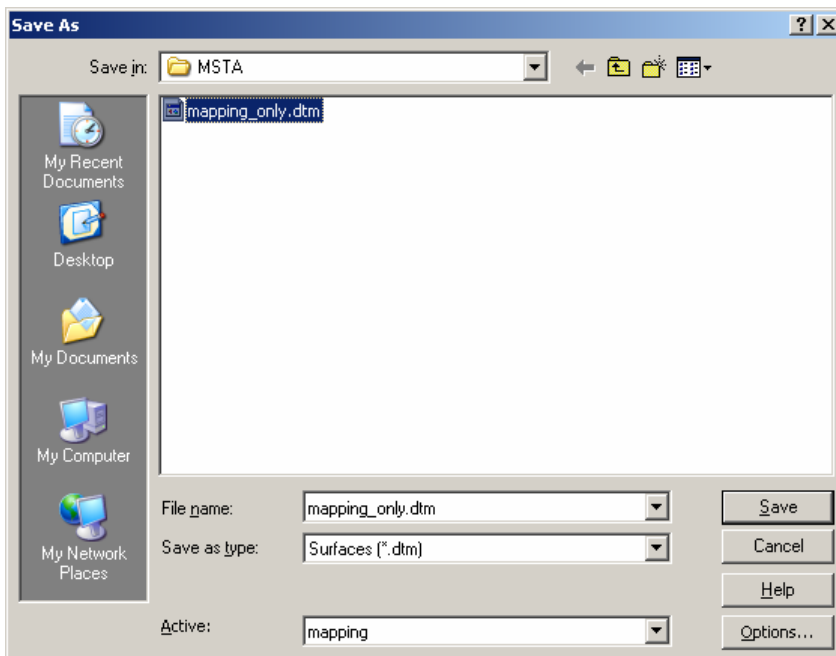 Save As
Save in:
MSTA
mapping_only.dtm
My Recent
Documents
Desktop
My Documents
My Computer
My Network
Places
File name:
mapping_only.dtm
Save
Save as type:
Surfaces (*.dtm)
Cancel
Help
Active:
mapping
Options...